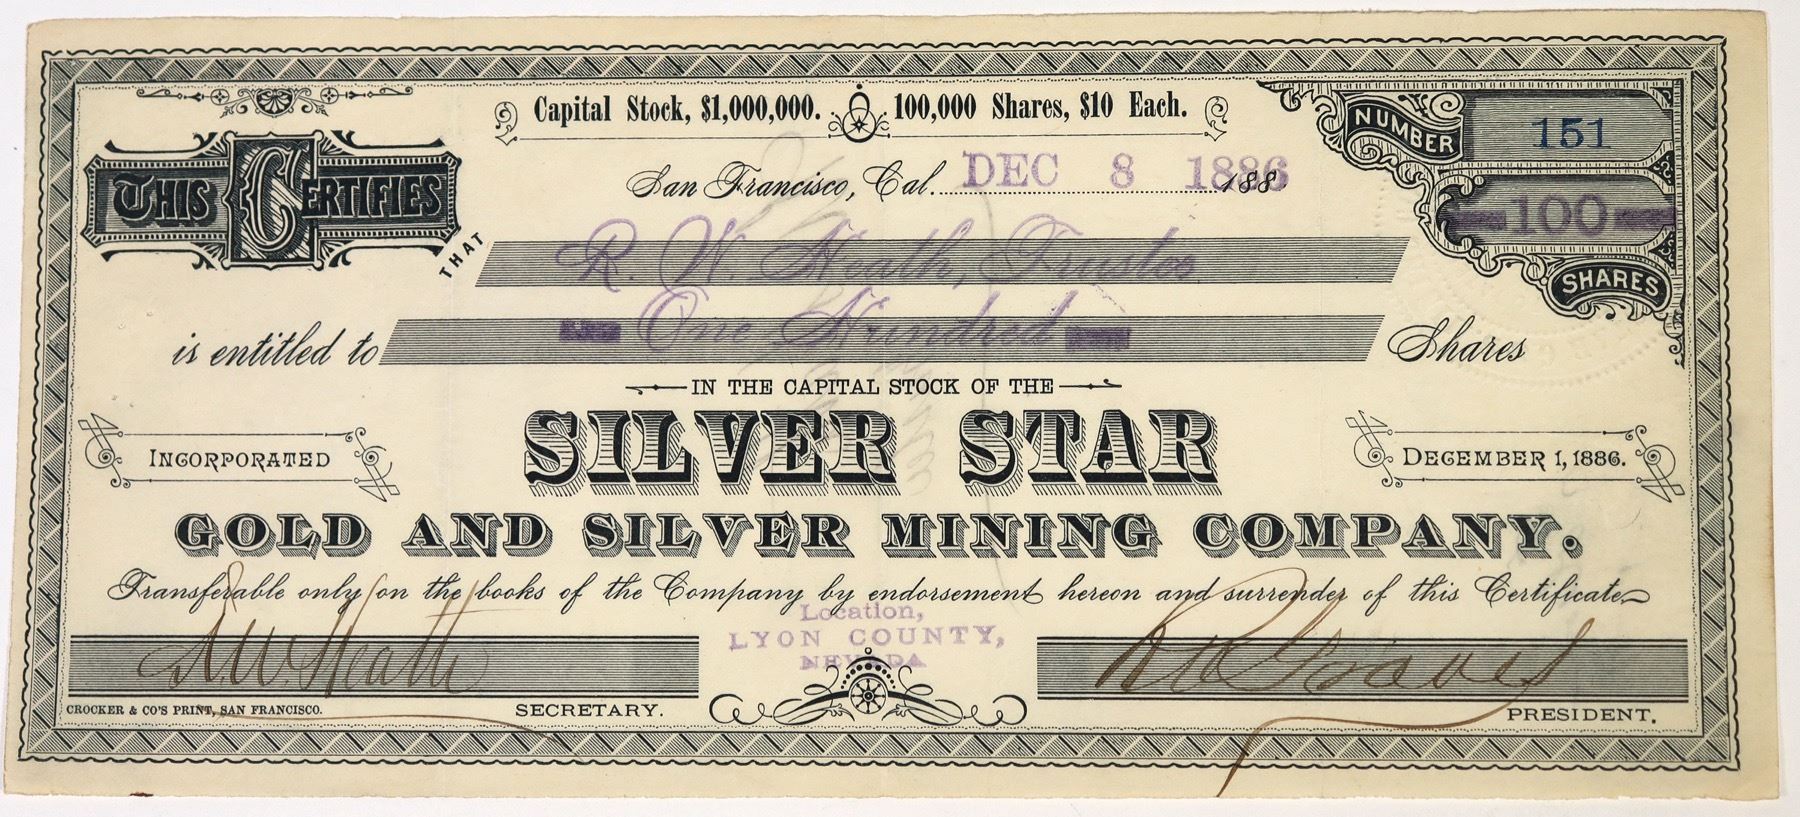 Capital Stock, $1,000,000. 100,000 Shares, $10 Each.
NUMBER 151
THIS CERTIFIES
San Francisco, Cal. DEC 8 1886 188
100
SHARES
THAT R. W. Heath, Trustee
is entitled to One Hundred Shares
IN THE CAPITAL STOCK OF THE
SILVER STAR
INCORPORATED DECEMBER 1, 1886.
GOLD AND SILVER MINING COMPANY.
Transferable only on the books of the Company by endorsement hereon and surrender of this Certificate
Location,
LYON COUNTY,
NEVADA
Heath
CROCKER & CO'S PRINT, SAN FRANCISCO.
SECRETARY.
Graves
PRESIDENT.